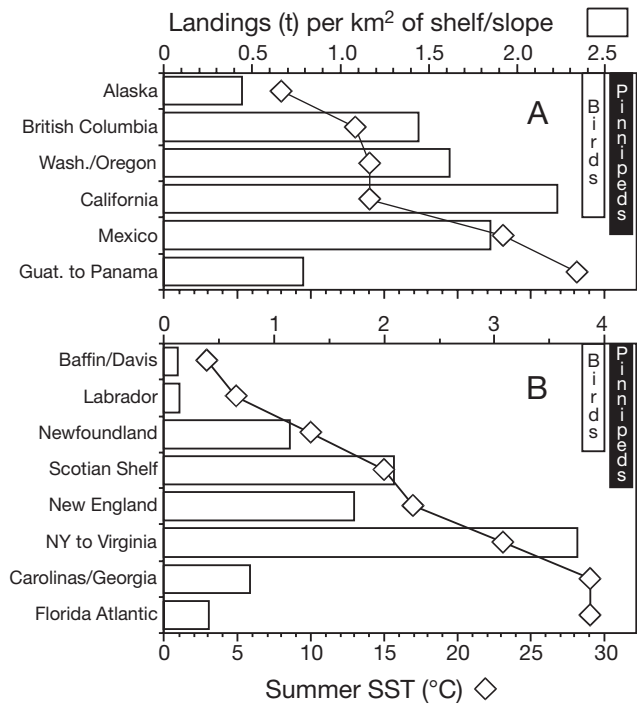 Landings (t) per km² of shelf/slope
0 0.5 1.0 1.5 2.0 2.5
Alaska
British Columbia
Wash./Oregon
California
Mexico
Guat. to Panama
A
Birds
Pinnipeds
0 1 2 3 4
Baffin/Davis
Labrador
Newfoundland
Scotian Shelf
New England
NY to Virginia
Carolinas/Georgia
Florida Atlantic
B
Birds
Pinnipeds
0 5 10 15 20 25 30
Summer SST (°C)